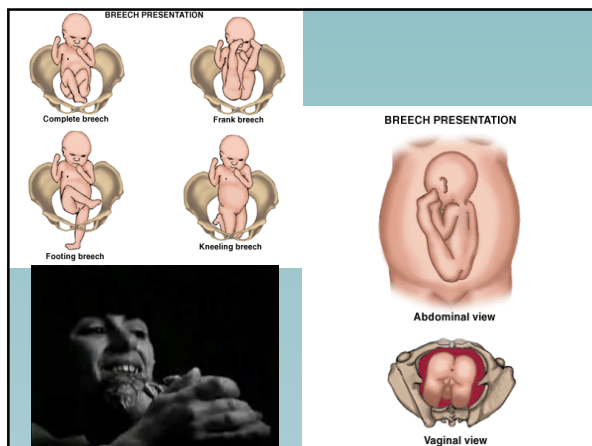 BREECH PRESENTATION
Complete breech
Frank breech
Footing breech
Kneeling breech
BREECH PRESENTATION
Abdominal view
Vaginal view